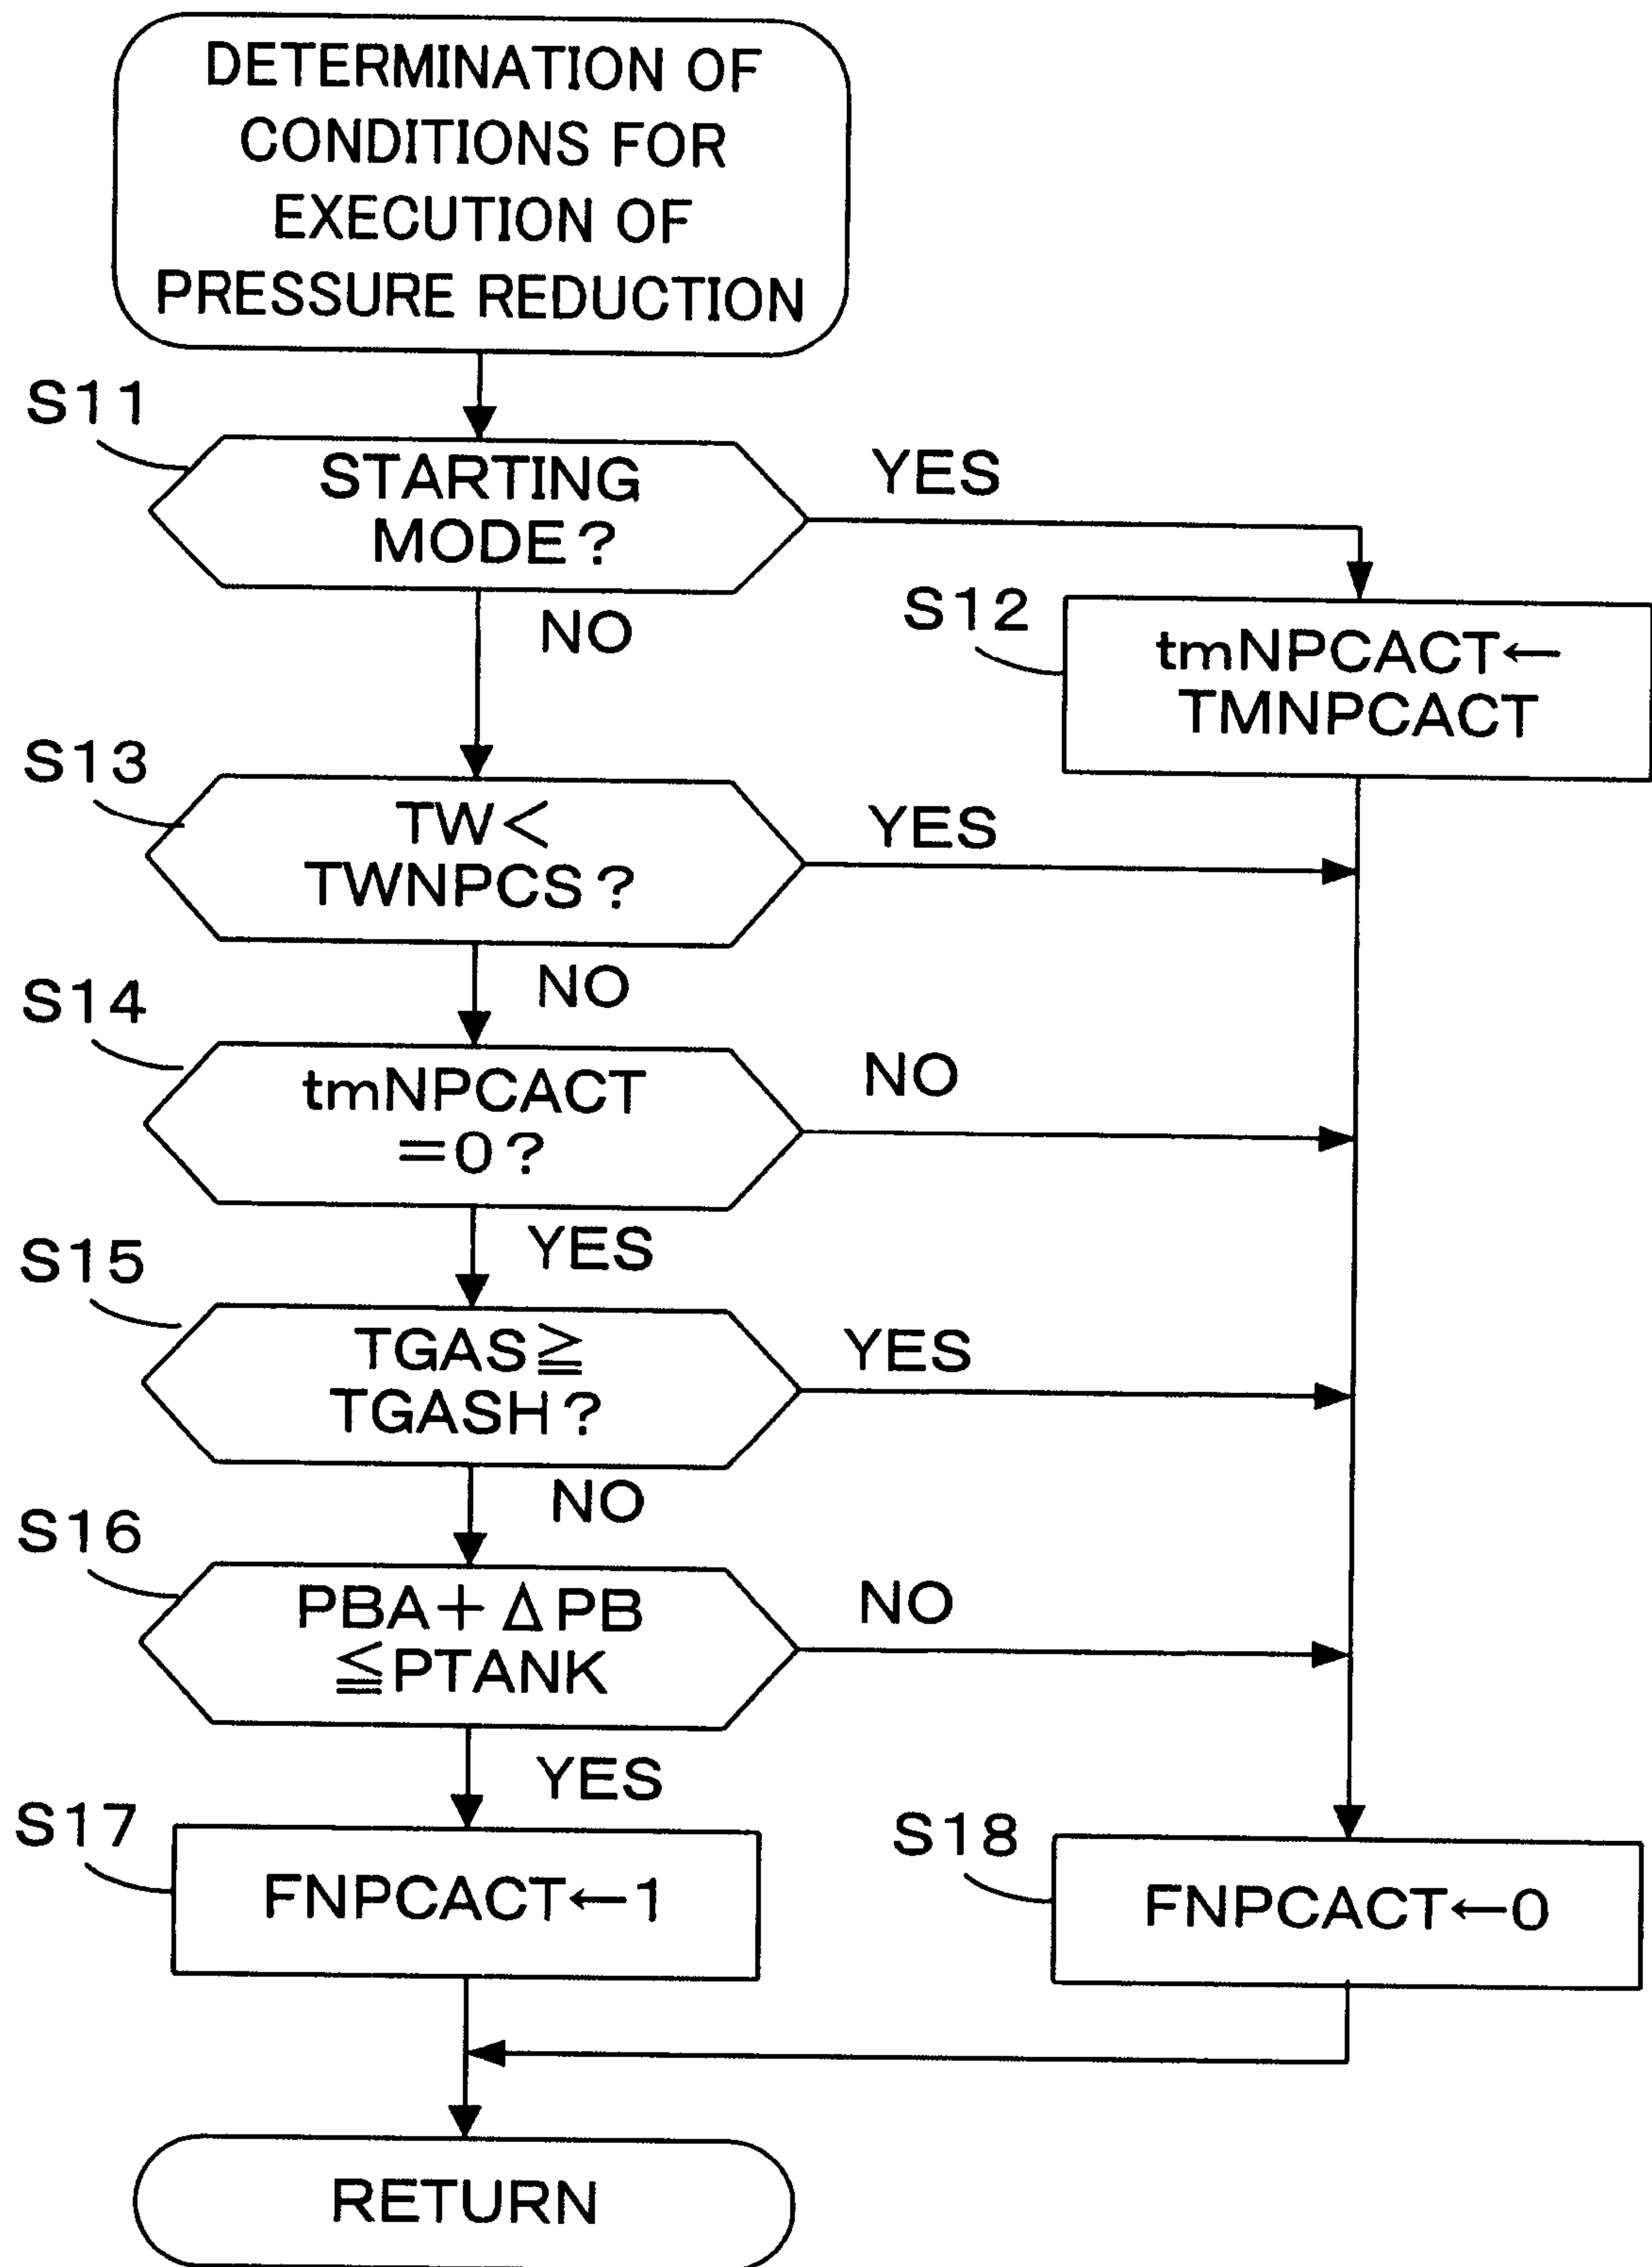 DETERMINATION OF
CONDITIONS FOR
EXECUTION OF
PRESSURE REDUCTION
S11
STARTING
MODE?
YES
NO
S12
tmNPCACT←
TMNPCACT
S13
TW<
TWNPCS?
YES
NO
S14
tmNPCACT
=0?
NO
YES
S15
TGAS≧
TGASH?
YES
NO
S16
PBA+ΔPB
≦PTANK
NO
YES
S17
FNPCACT←1
S18
FNPCACT←0
RETURN